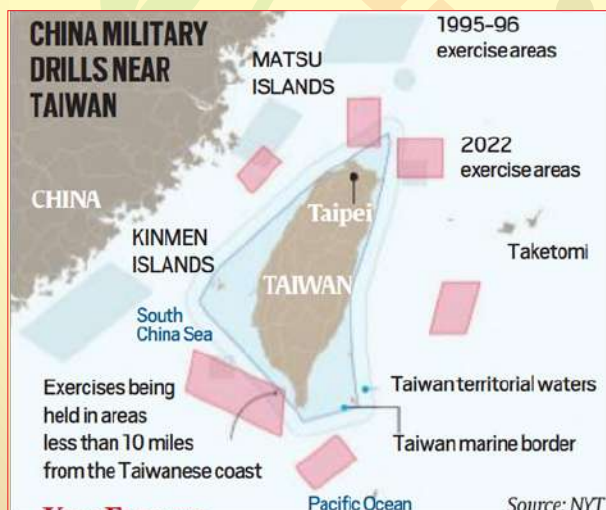 CHINA MILITARY
DRILLS NEAR
TAIWAN
1995-96
exercise areas
MATSU
ISLANDS
2022
exercise areas
CHINA
Taipei
KINMEN
ISLANDS
Taketomi
TAIWAN
South
China Sea
Exercises being
held in areas
less than 10 miles
from the Taiwanese coast
Taiwan territorial waters
Taiwan marine border
Pacific Ocean
Source: NYT